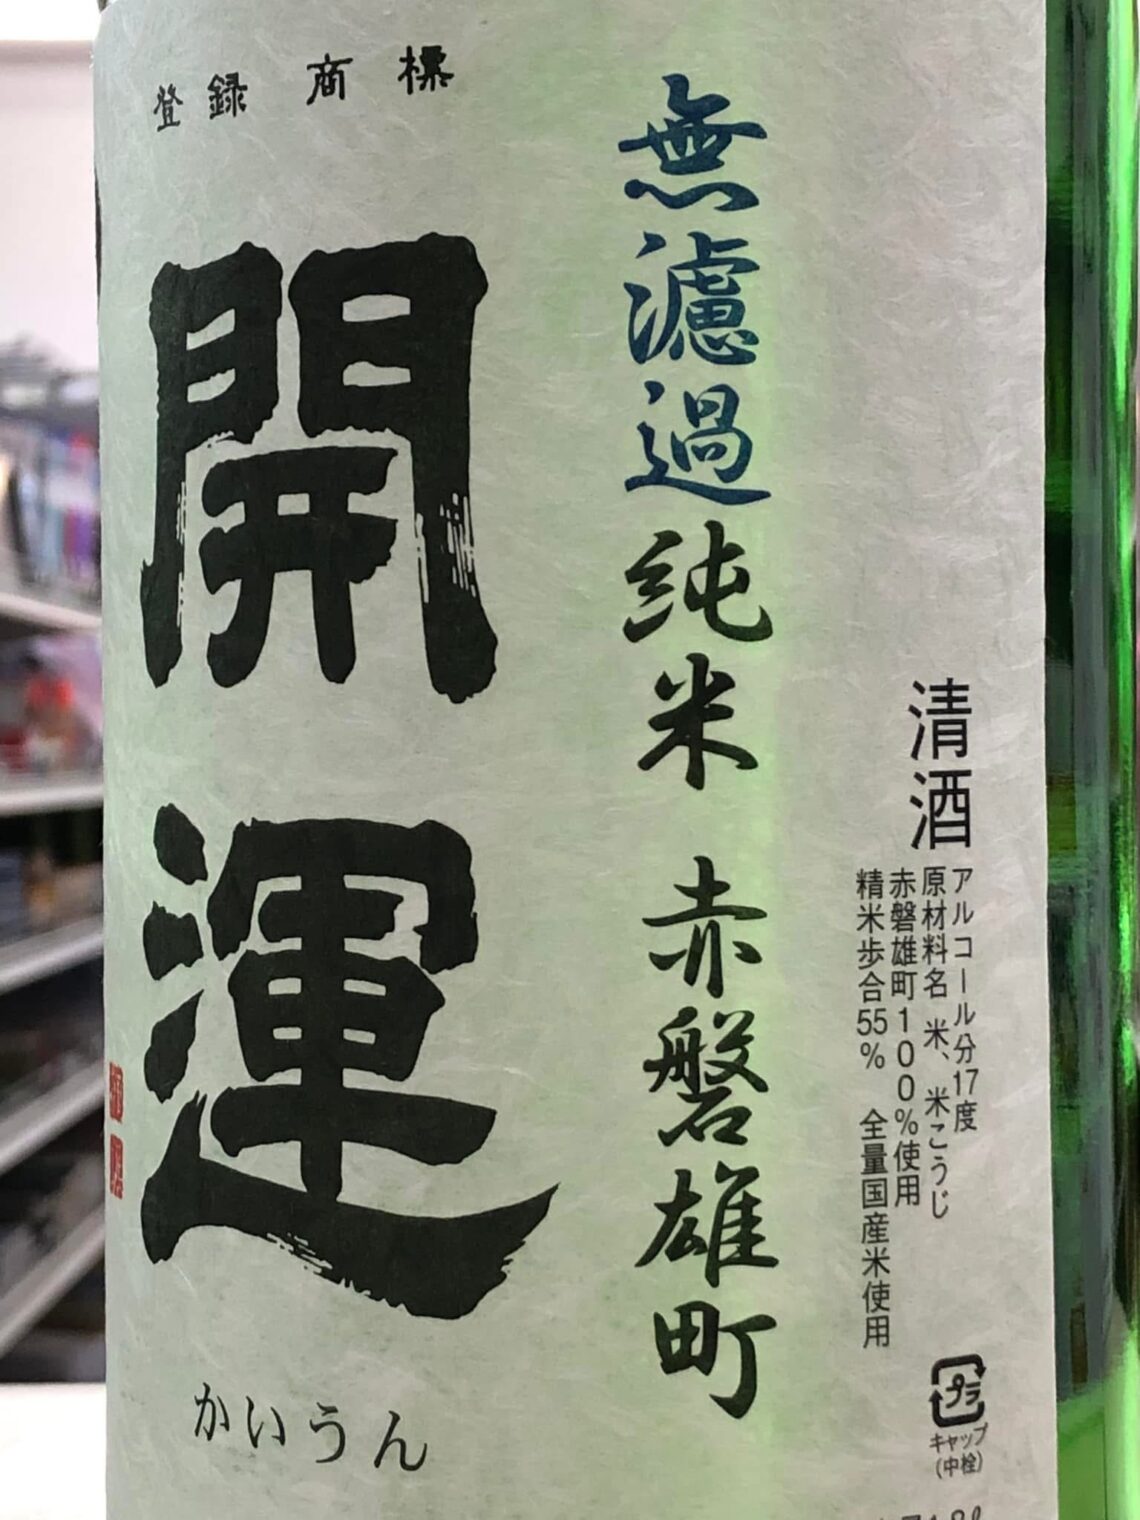 登録商標
無濾過純米 赤磐雄町
開運
かいうん
清酒
アルコール分17度
原材料名 米、米こうじ
赤磐雄町100%使用
精米歩合55% 全量国産米使用
プラ
キャップ
(中栓)